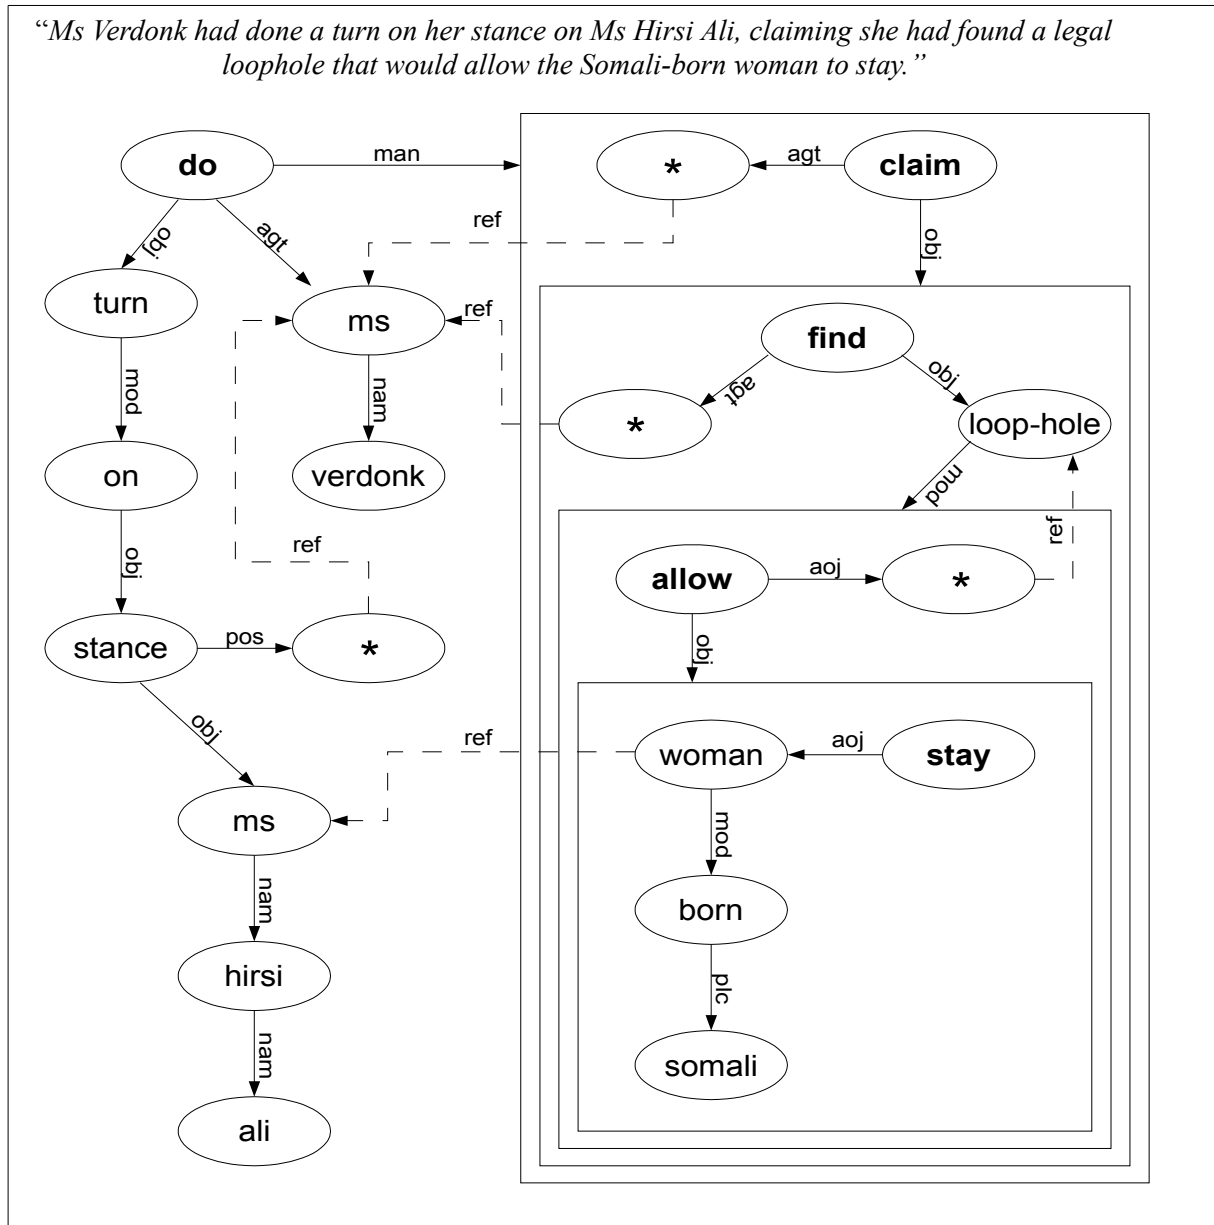 “Ms Verdonk had done a turn on her stance on Ms Hirsi Ali, claiming she had found a legal
loophole that would allow the Somali-born woman to stay.”
do
man
*
agt
claim
obj
agt
ref
obj
turn
ms
ref
find
mod
nam
agt
obj
*
loop-hole
on
verdonk
mod
obj
ref
ref
allow
aoj
*
stance
pos
*
obj
obj
ref
woman
aoj
stay
ms
mod
nam
born
hirsi
plc
nam
somali
ali